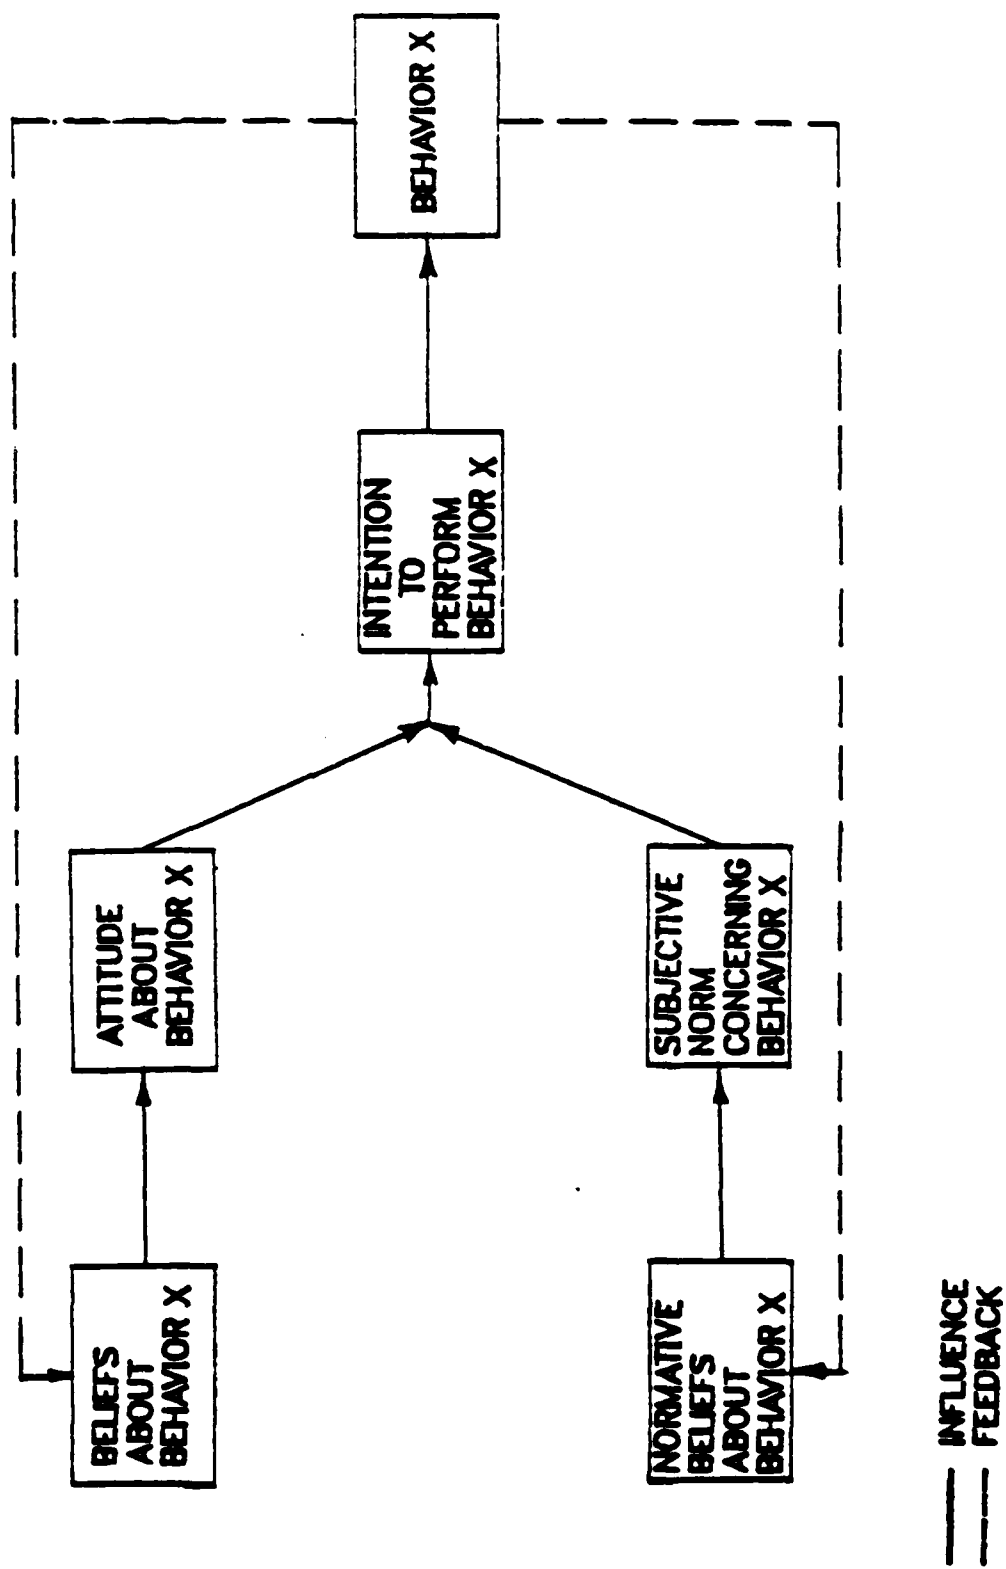 BELIEFS
ABOUT
BEHAVIOR X
ATTITUDE
ABOUT
BEHAVIOR X
NORMATIVE
BELIEFS
ABOUT
BEHAVIOR X
SUBJECTIVE
NORM
CONCERNING
BEHAVIOR X
INTENTION
TO
PERFORM
BEHAVIOR X
BEHAVIOR X
INFLUENCE
FEEDBACK